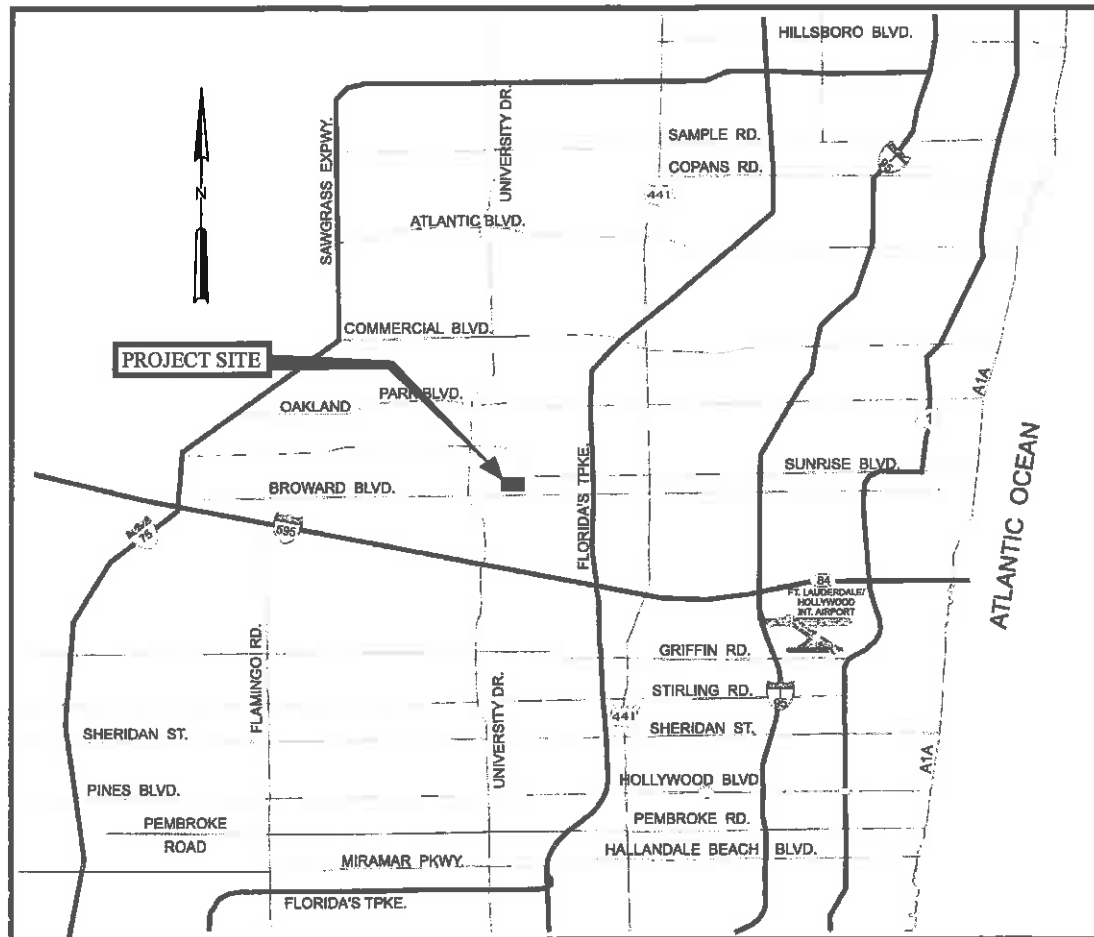 HILLSBORO BLVD.
SAWGRASS EXPWY.
UNIVERSITY DR.
SAMPLE RD.
COPANS RD.
95
441
ATLANTIC BLVD.
N
COMMERCIAL BLVD.
PROJECT SITE
PARK BLVD.
OAKLAND
A1A
SUNRISE BLVD.
BROWARD BLVD.
FLORIDA'S TPKE.
ATLANTIC OCEAN
75
595
84
FT. LAUDERDALE/
HOLLYWOOD
INT. AIRPORT
FLAMINGO RD.
GRIFFIN RD.
UNIVERSITY DR.
STIRLING RD.
95
441
SHERIDAN ST.
SHERIDAN ST.
A1A
HOLLYWOOD BLVD
PINES BLVD.
PEMBROKE RD.
PEMBROKE
ROAD
HALLANDALE BEACH BLVD.
MIRAMAR PKWY.
FLORIDA'S TPKE.